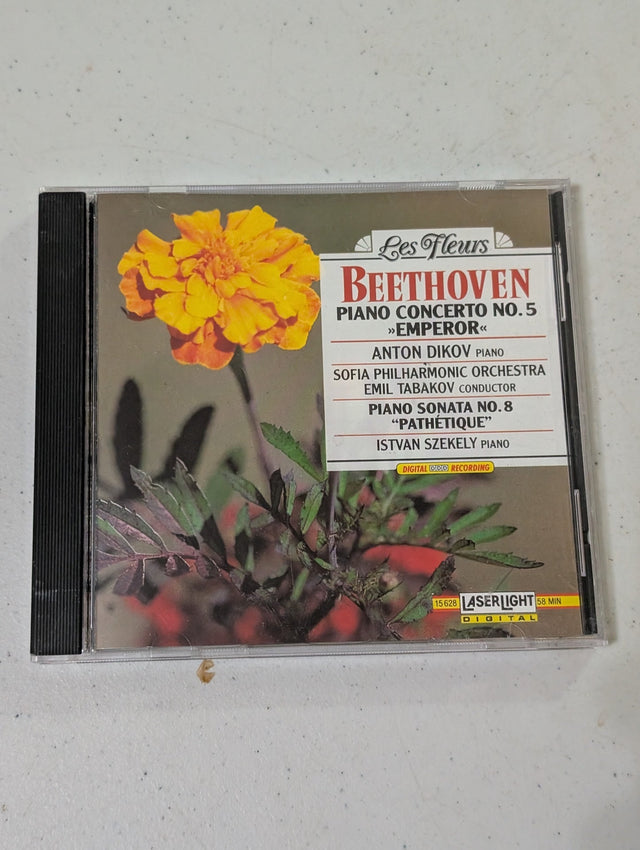 Les Fleurs
BEETHOVEN
PIANO CONCERTO NO. 5
»EMPEROR«
ANTON DIKOV PIANO
SOFIA PHILHARMONIC ORCHESTRA
EMIL TABAKOV CONDUCTOR
PIANO SONATA NO. 8
“PATHÉTIQUE”
ISTVAN SZEKELY PIANO
DIGITAL DDD RECORDING
15 628 LASERLIGHT 58 MIN
DIGITAL